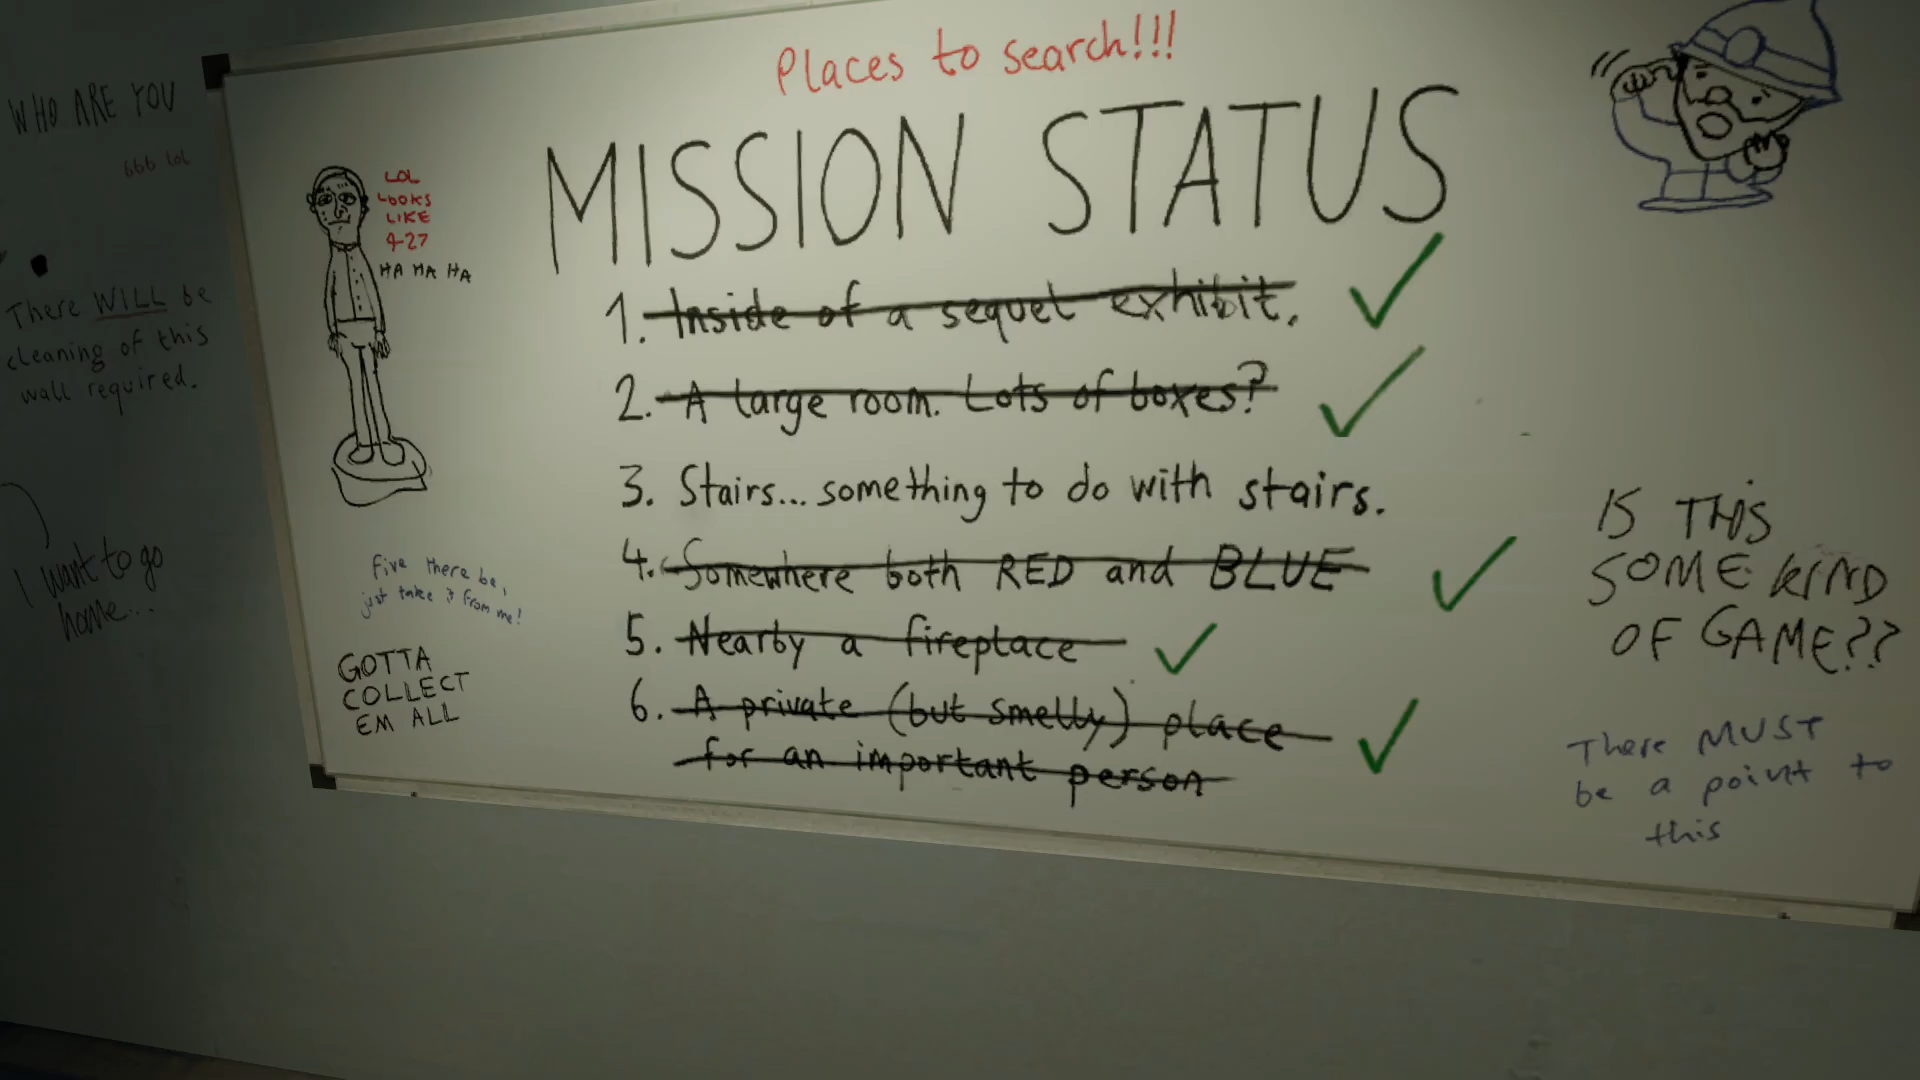 WHO ARE YOU
666 lol
There WILL be
cleaning of this
wall required.
I want to go
home...
Places to search!!!
MISSION STATUS
LOL
LOOKS
LIKE
4-27
HA HA HA
1. Inside of a sequel exhibit.
2. A large room. Lots of boxes?
3. Stairs... something to do with stairs.
4. Somewhere both RED and BLUE
5. Nearby a fireplace
6. A private (but smelly) place
for an important person
Five there be,
just take it from me!
GOTTA
COLLECT
EM ALL
IS THIS
SOME KIND
OF GAME??
There MUST
be a point to
this